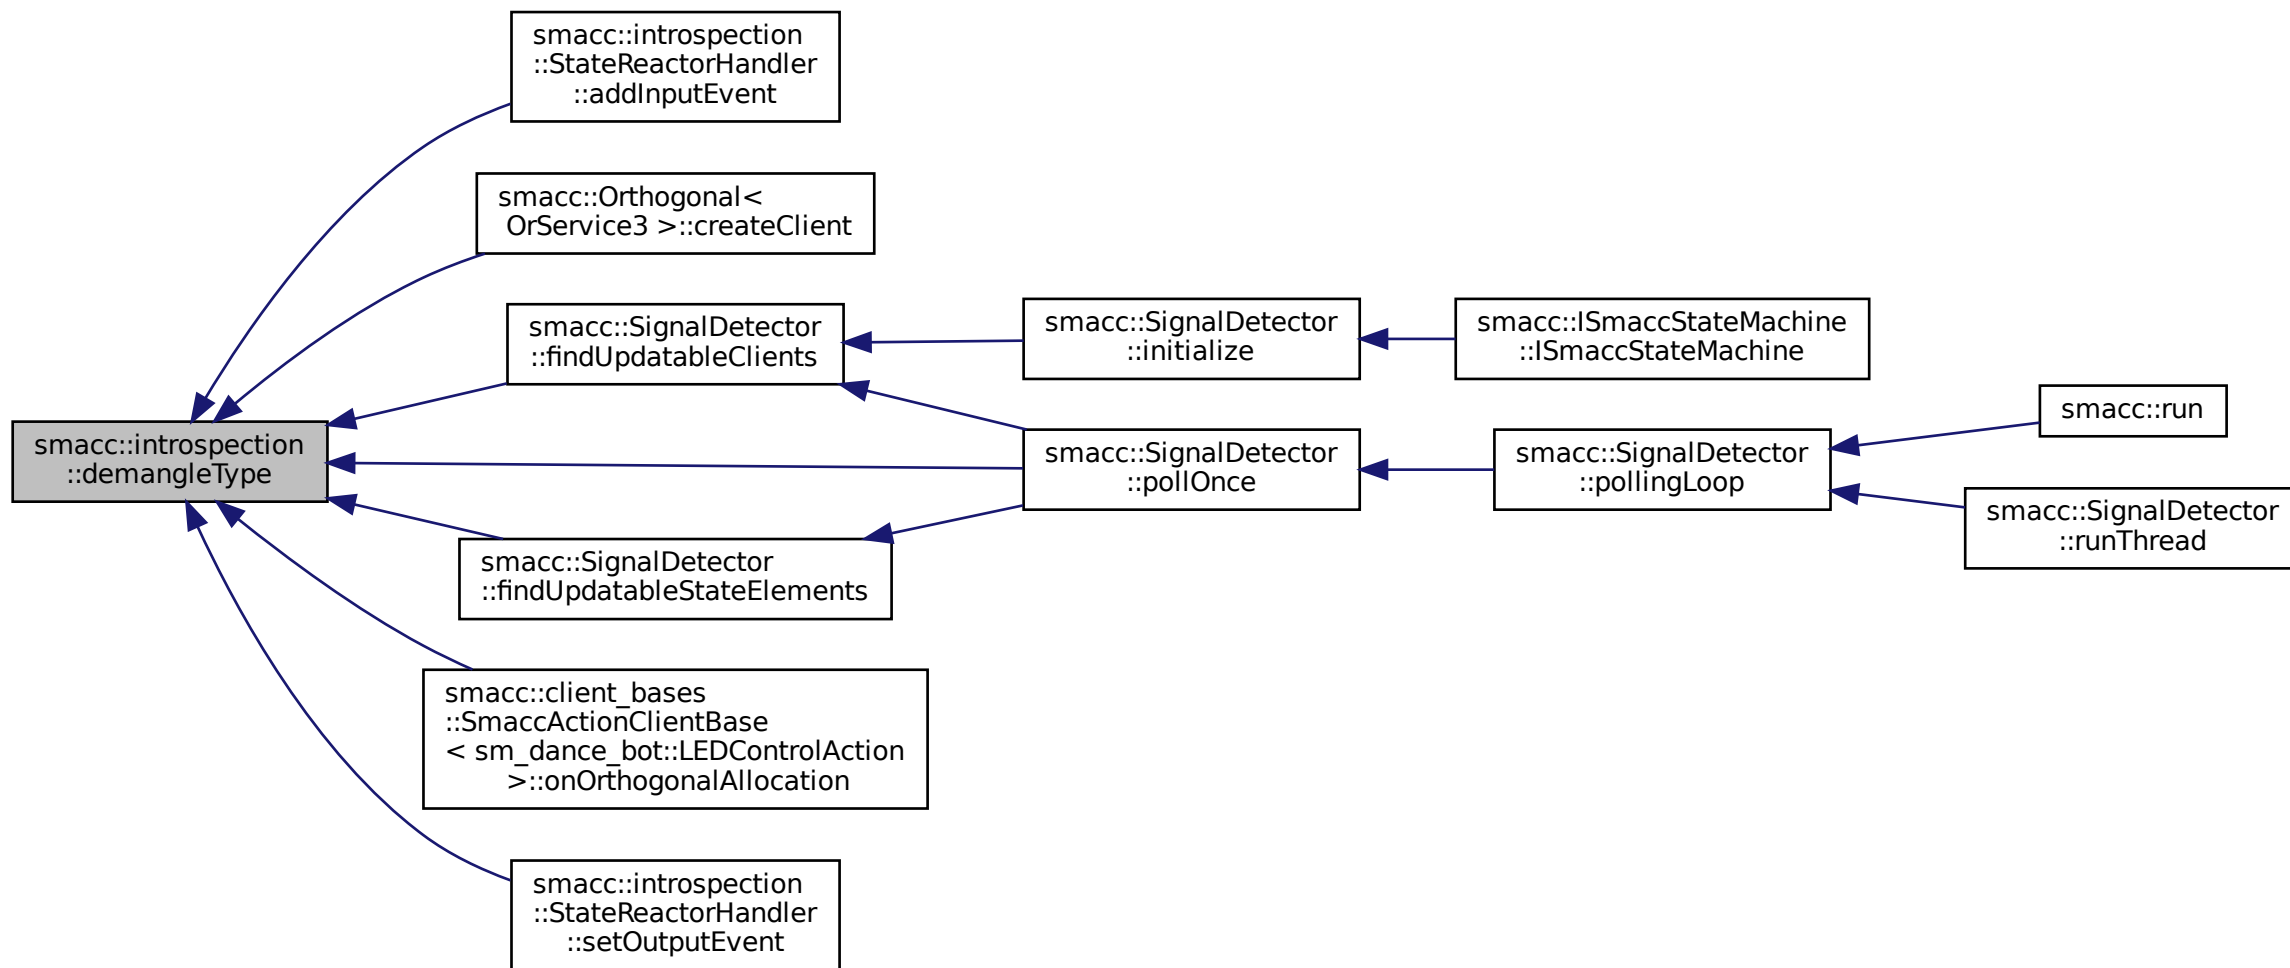 smacc::introspection
::StateReactorHandler
::addInputEvent
smacc::Orthogonal<
OrService3 >::createClient
smacc::SignalDetector
::findUpdatableClients
smacc::SignalDetector
::initialize
smacc::ISmaccStateMachine
::ISmaccStateMachine
smacc::run
smacc::introspection
::demangleType
smacc::SignalDetector
::pollOnce
smacc::SignalDetector
::pollingLoop
smacc::SignalDetector
::runThread
smacc::SignalDetector
::findUpdatableStateElements
smacc::client_bases
::SmaccActionClientBase
< sm_dance_bot::LEDControlAction
>::onOrthogonalAllocation
smacc::introspection
::StateReactorHandler
::setOutputEvent